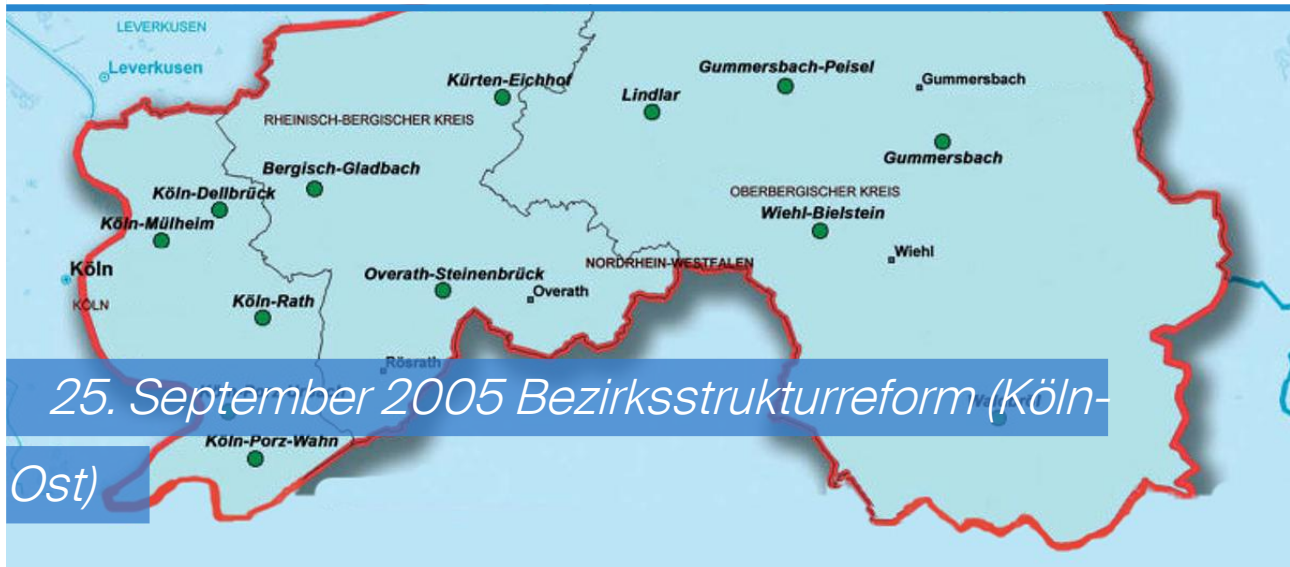 LEVERKUSEN
Leverkusen
Kürten-Eichhof
Gummersbach-Peisel
Gummersbach
Lindlar
RHEINISCH-BERGISCHER KREIS
Gummersbach
Bergisch-Gladbach
Köln-Dellbrück
OBERBERGISCHER KREIS
Wiehl-Bielstein
Köln-Mülheim
Wiehl
Köln
NORDRHEIN-WESTFALEN
Overath-Steinenbrück
Overath
KÖLN
Köln-Rath
Rösrath
25. September 2005 Bezirksstrukturreform (Köln-
Ost)
Waldbröl
Köln-Porz-Wahn